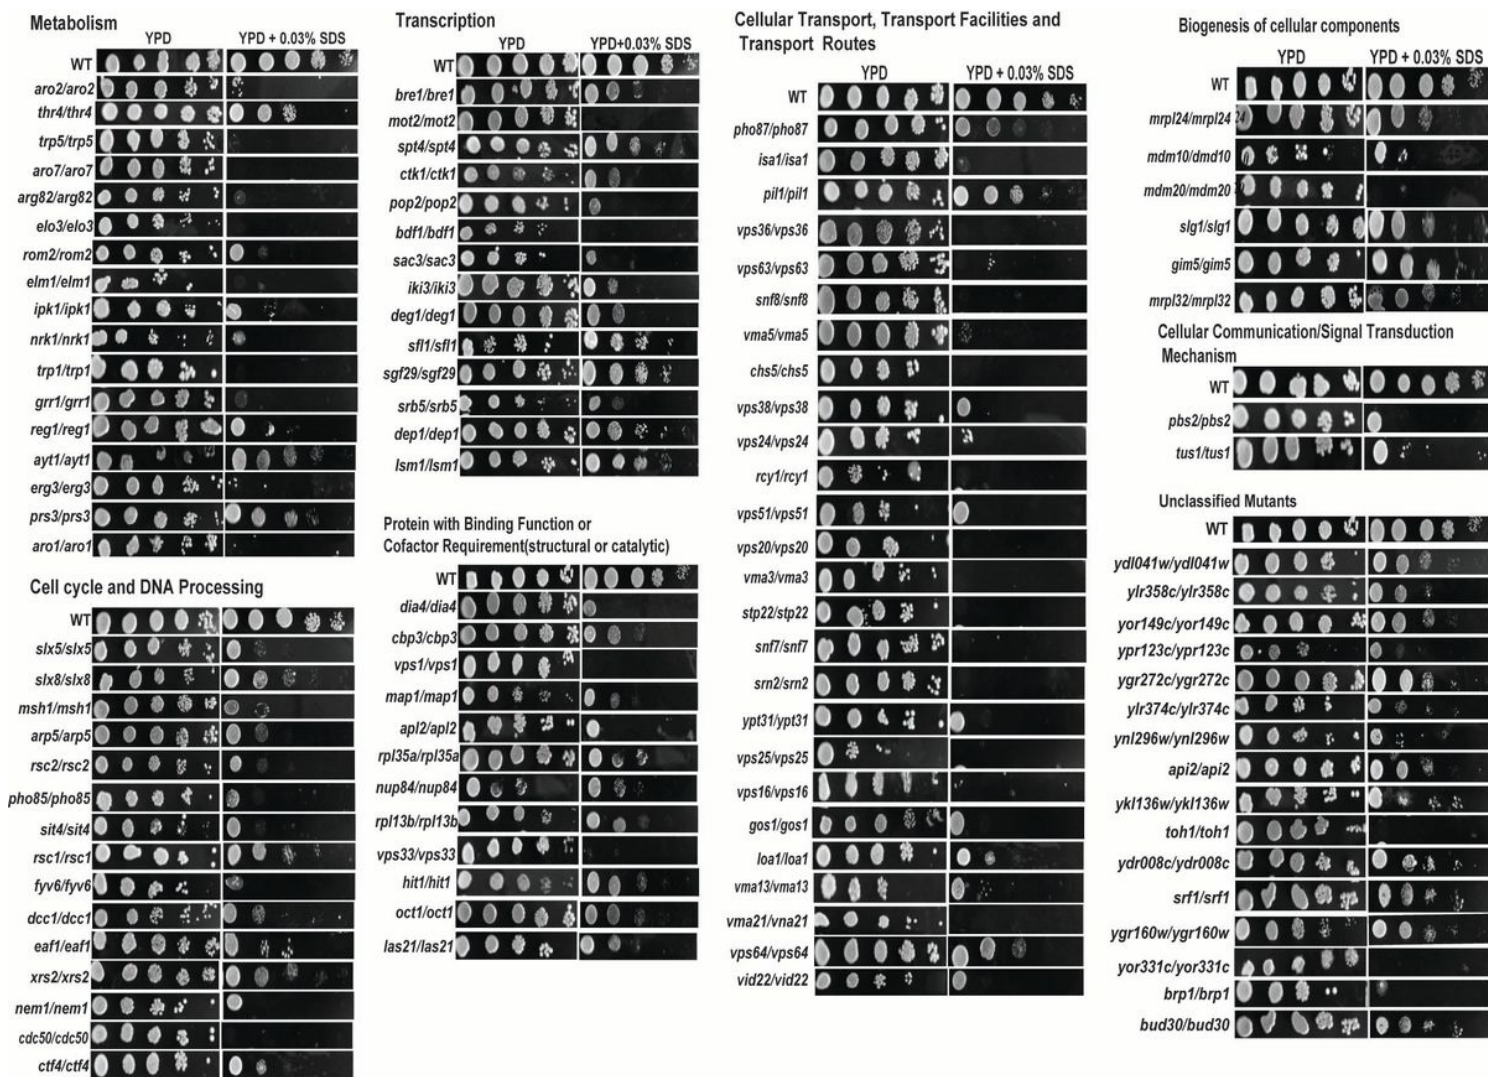 Metabolism
YPD YPD + 0.03% SDS
WT
aro2/aro2
thr4/thr4
trp5/trp5
aro7/aro7
arg82/arg82
elo3/elo3
rom2/rom2
elm1/elm1
ipk1/ipk1
nrk1/nrk1
trp1/trp1
grr1/grr1
reg1/reg1
ayt1/ayt1
erg3/erg3
prs3/prs3
aro1/aro1
Cell cycle and DNA Processing
WT
slx5/slx5
slx8/slx8
msh1/msh1
arp5/arp5
rsc2/rsc2
pho85/pho85
sit4/sit4
rsc1/rsc1
fyv6/fyv6
dcc1/dcc1
eaf1/eaf1
xrs2/xrs2
nem1/nem1
cdc50/cdc50
ctf4/ctf4
Transcription
YPD YPD+0.03% SDS
WT
bre1/bre1
mot2/mot2
spt4/spt4
ctk1/ctk1
pop2/pop2
bdf1/bdf1
sac3/sac3
iki3/iki3
deg1/deg1
sfl1/sfl1
sgf29/sgf29
srb5/srb5
dep1/dep1
lsm1/lsm1
Protein with Binding Function or
Cofactor Requirement(structural or catalytic)
WT
dia4/dia4
cbp3/cbp3
vps1/vps1
map1/map1
apl2/apl2
rpl35a/rpl35a
nup84/nup84
rpl13b/rpl13b
vps33/vps33
hit1/hit1
oct1/oct1
las21/las21
Cellular Transport, Transport Facilities and
Transport Routes
YPD YPD + 0.03% SDS
WT
pho87/pho87
isa1/isa1
pil1/pil1
vps36/vps36
vps63/vps63
snf8/snf8
vma5/vma5
chs5/chs5
vps38/vps38
vps24/vps24
rcy1/rcy1
vps51/vps51
vps20/vps20
vma3/vma3
stp22/stp22
snf7/snf7
srn2/srn2
ypt31/ypt31
vps25/vps25
vps16/vps16
gos1/gos1
loa1/loa1
vma13/vma13
vma21/vna21
vps64/vps64
vid22/vid22
Biogenesis of cellular components
YPD YPD + 0.03% SDS
WT
mrpl24/mrpl24
mdm10/dmd10
mdm20/mdm20
slg1/slg1
gim5/gim5
mrpl32/mrpl32
Cellular Communication/Signal Transduction
Mechanism
WT
pbs2/pbs2
tus1/tus1
Unclassified Mutants
WT
ydl041w/ydl041w
ylr358c/ylr358c
yor149c/yor149c
ypr123c/ypr123c
ygr272c/ygr272c
ylr374c/ylr374c
ynl296w/ynl296w
api2/api2
ykl136w/ykl136w
toh1/toh1
ydr008c/ydr008c
srf1/srf1
ygr160w/ygr160w
yor331c/yor331c
brp1/brp1
bud30/bud30